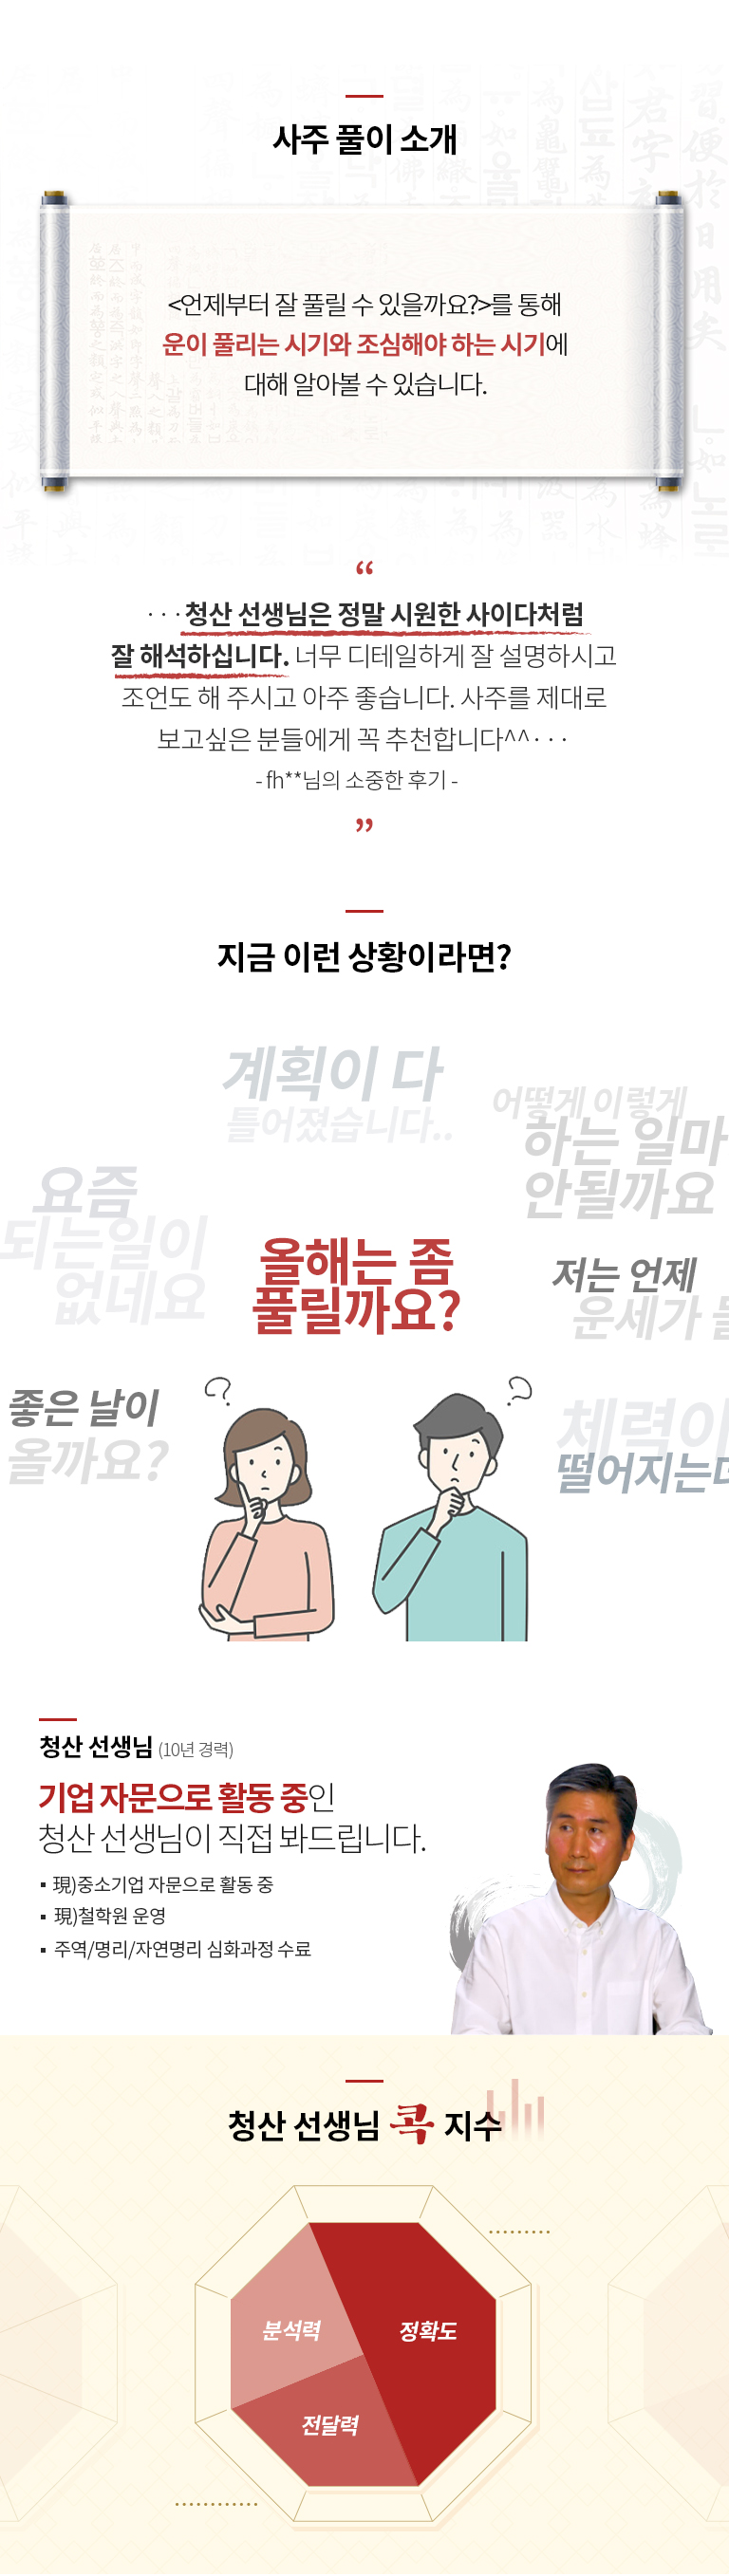 사주 풀이 소개
<언제부터 잘 풀릴 수 있을까요?>를 통해
운이 풀리는 시기와 조심해야 하는 시기에
대해 알아볼 수 있습니다.
“
···청산 선생님은 정말 시원한 사이다처럼
잘 해석하십니다. 너무 디테일하게 잘 설명하시고
조언도 해 주시고 아주 좋습니다. 사주를 제대로
보고싶은 분들에게 꼭 추천합니다^^···
- fh**님의 소중한 후기 -
”
지금 이런 상황이라면?
계획이 다
틀어졌습니다..
어떻게 이렇게
하는 일마
안될까요
요즘
되는일이
없네요
올해는 좀
풀릴까요?
저는 언제
운세가
좋은 날이
올까요?
체력이
떨어지는데
청산 선생님 (10년 경력)
기업 자문으로 활동 중인
청산 선생님이 직접 봐드립니다.
▪ 現)중소기업 자문으로 활동 중
▪ 現)철학원 운영
▪ 주역/명리/자연명리 심화과정 수료
청산 선생님 콕 지수
분석력
정확도
전달력